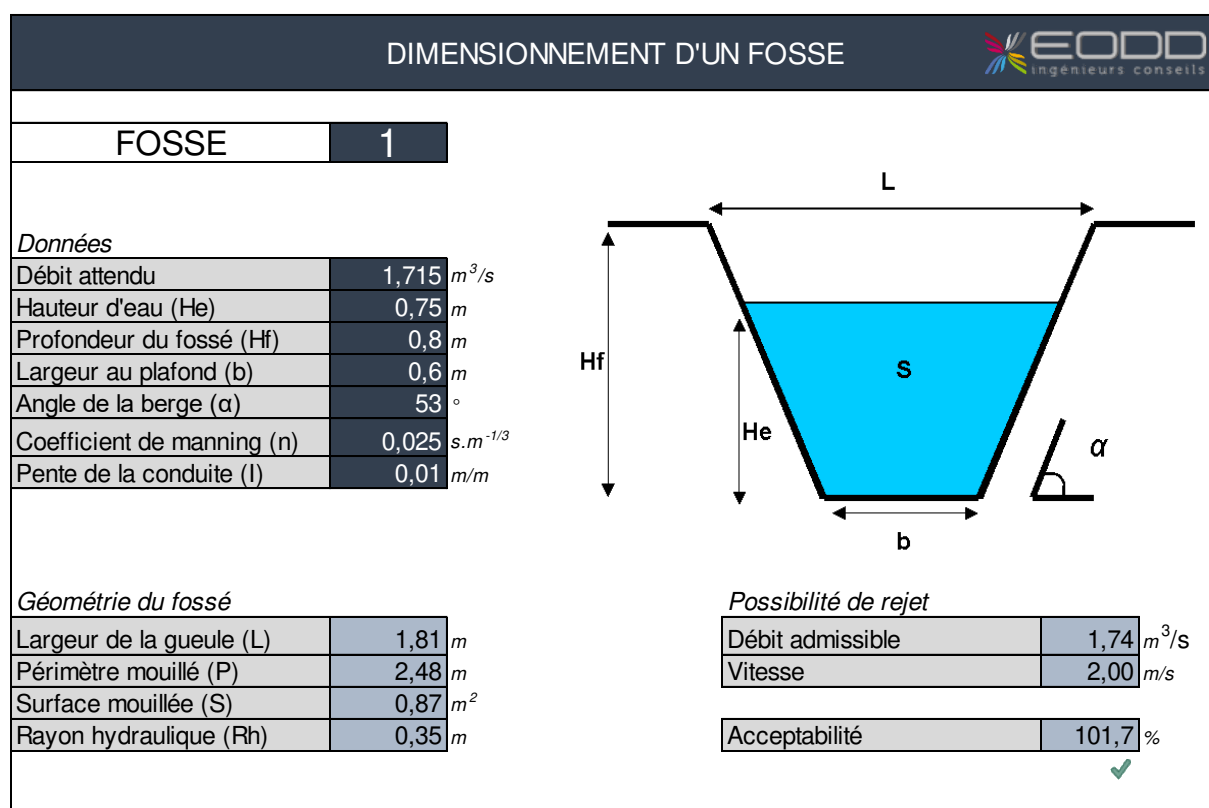 DIMENSIONNEMENT D'UN FOSSE
EODD
ingénieurs conseils
FOSSE 1
Données
Débit attendu 1,715 m³/s
Hauteur d'eau (He) 0,75 m
Profondeur du fossé (Hf) 0,8 m
Largeur au plafond (b) 0,6 m
Angle de la berge (α) 53 °
Coefficient de manning (n) 0,025 s.m⁻¹/³
Pente de la conduite (I) 0,01 m/m
L
Hf
S
He
α
b
Géométrie du fossé
Largeur de la gueule (L) 1,81 m
Périmètre mouillé (P) 2,48 m
Surface mouillée (S) 0,87 m²
Rayon hydraulique (Rh) 0,35 m
Possibilité de rejet
Débit admissible 1,74 m³/s
Vitesse 2,00 m/s
Acceptabilité 101,7 %